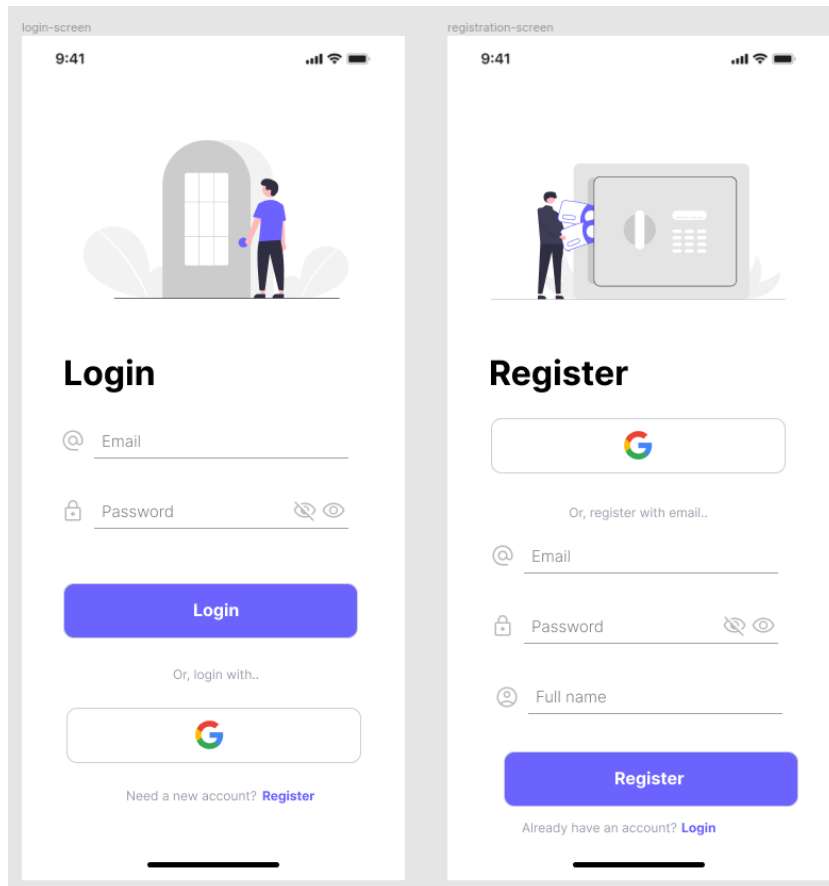 login-screen
9:41
Login
Email
Password
Login
Or, login with..
Need a new account? Register
registration-screen
9:41
Register
Or, register with email..
Email
Password
Full name
Register
Already have an account? Login